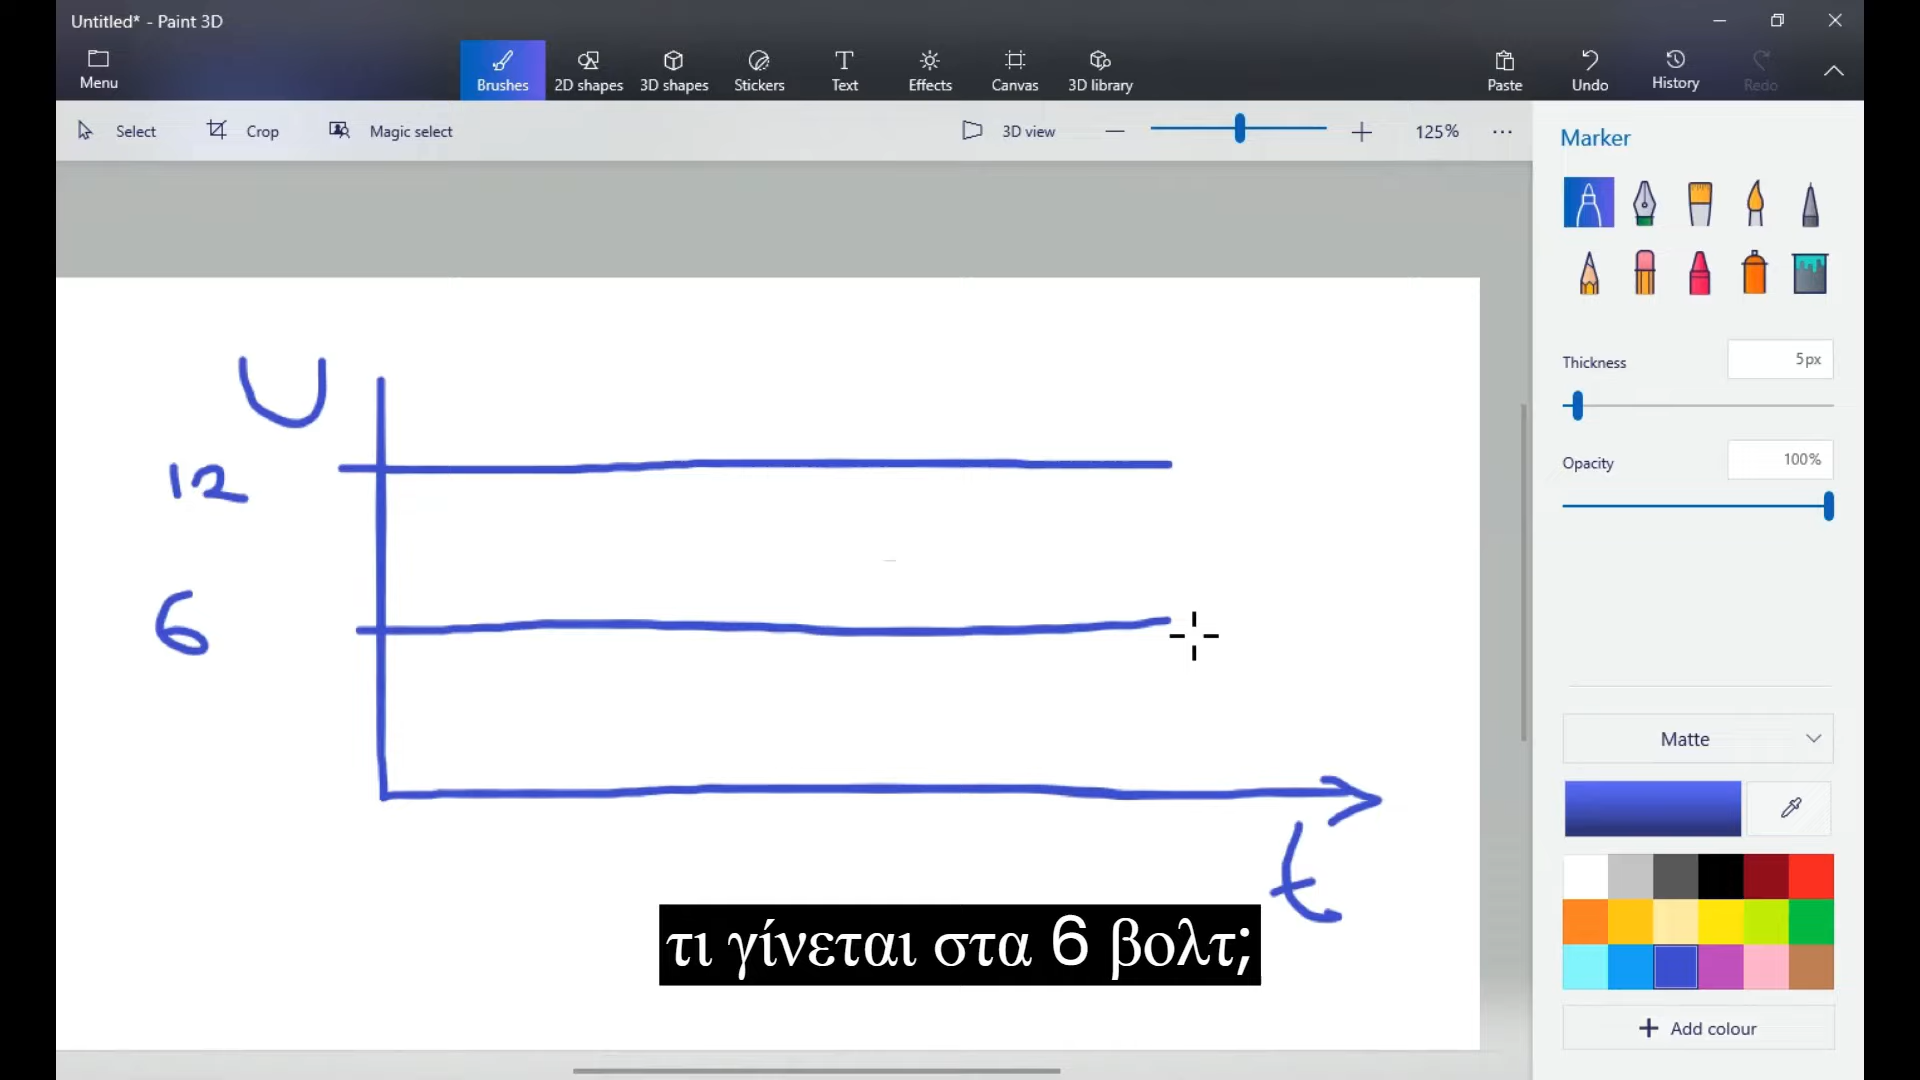 Untitled* - Paint 3D
Menu
Brushes
2D shapes
3D shapes
Stickers
Text
Effects
Canvas
3D library
Paste
Undo
History
Redo
Select
Crop
Magic select
3D view
125%
Marker
Thickness
5px
Opacity
100%
U
12
6
t
Matte
Add colour
τι γίνεται στα 6 βολτ;